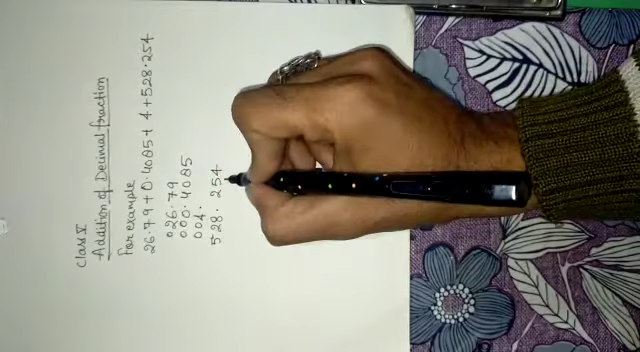 Class V
Addition of Decimal fraction
For example
26.79 + 0.4085 + 4 + 528.254
026.79
000.4085
004.
528.254